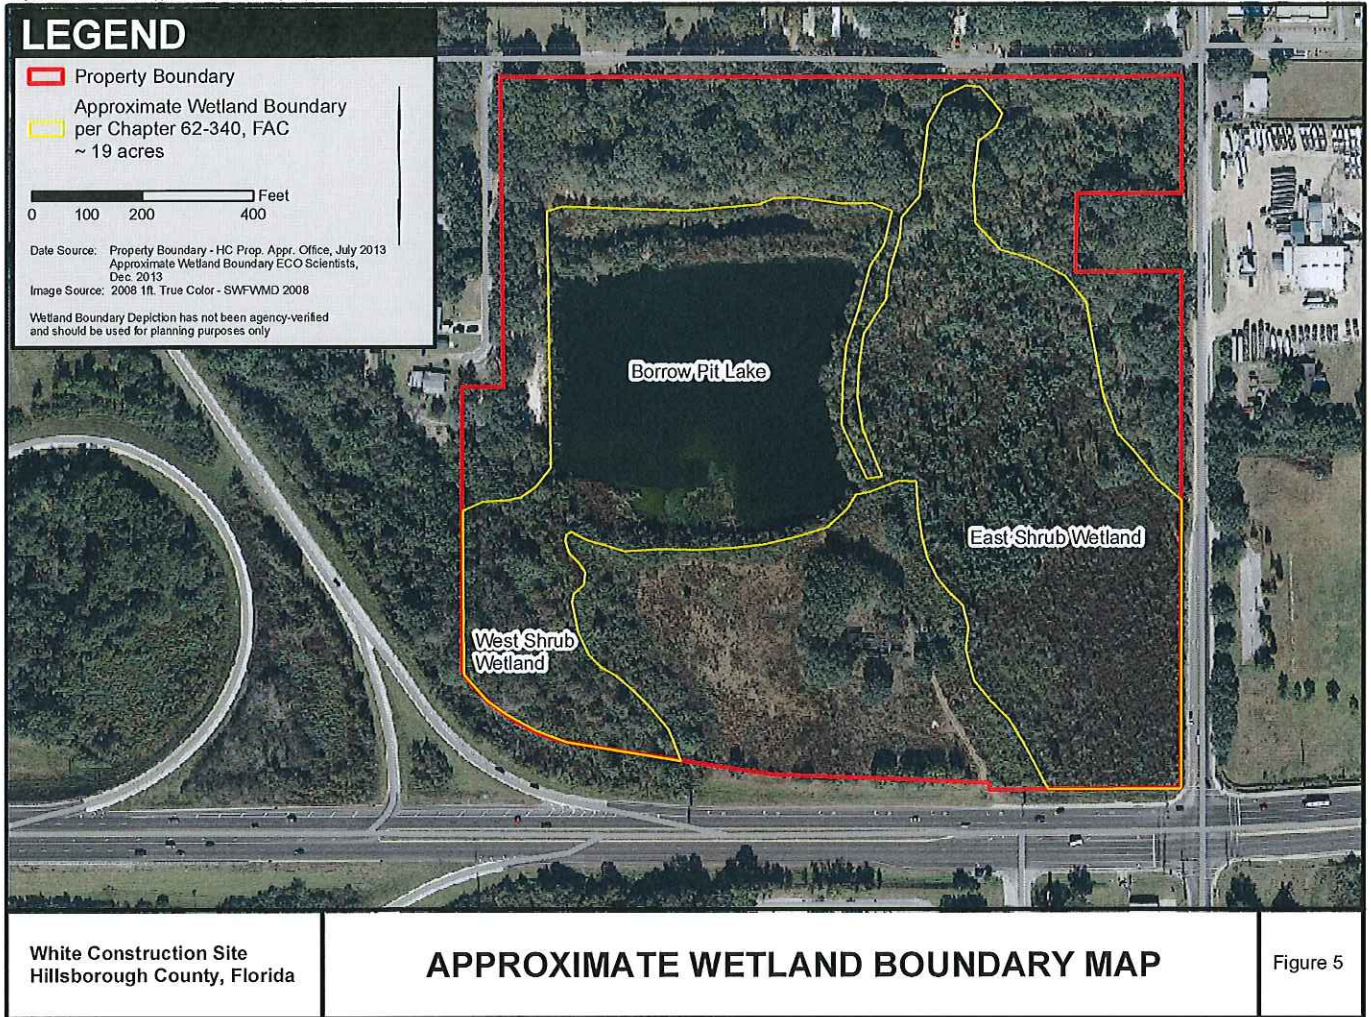 LEGEND
Property Boundary
Approximate Wetland Boundary
per Chapter 62-340, FAC
~ 19 acres
Feet
0 100 200 400
Date Source: Property Boundary - HC Prop. Appr. Office, July 2013
Approximate Wetland Boundary ECO Scientists,
Dec. 2013
Image Source: 2008 1ft. True Color - SWFWMD 2008
Wetland Boundary Depiction has not been agency-verified
and should be used for planning purposes only
Borrow Pit Lake
East Shrub Wetland
West Shrub
Wetland
White Construction Site
Hillsborough County, Florida
APPROXIMATE WETLAND BOUNDARY MAP
Figure 5